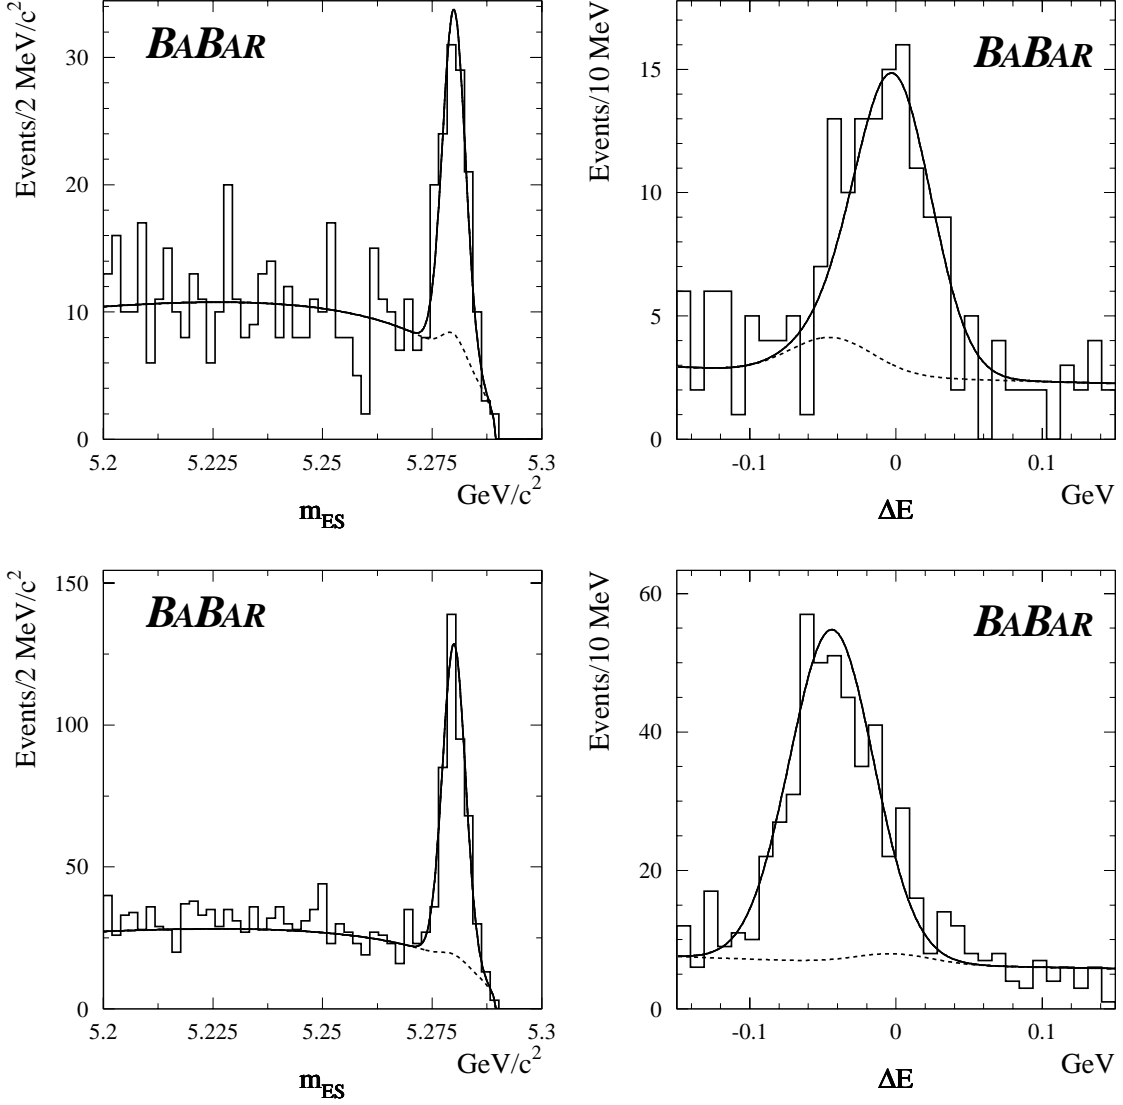 Events/2 MeV/c²
BABAR
30
20
10
0
5.2 5.225 5.25 5.275 5.3
GeV/c²
m_ES
Events/10 MeV
BABAR
15
10
5
0
-0.1 0 0.1
GeV
ΔE
Events/2 MeV/c²
BABAR
150
100
50
0
5.2 5.225 5.25 5.275 5.3
GeV/c²
m_ES
Events/10 MeV
BABAR
60
40
20
0
-0.1 0 0.1
GeV
ΔE